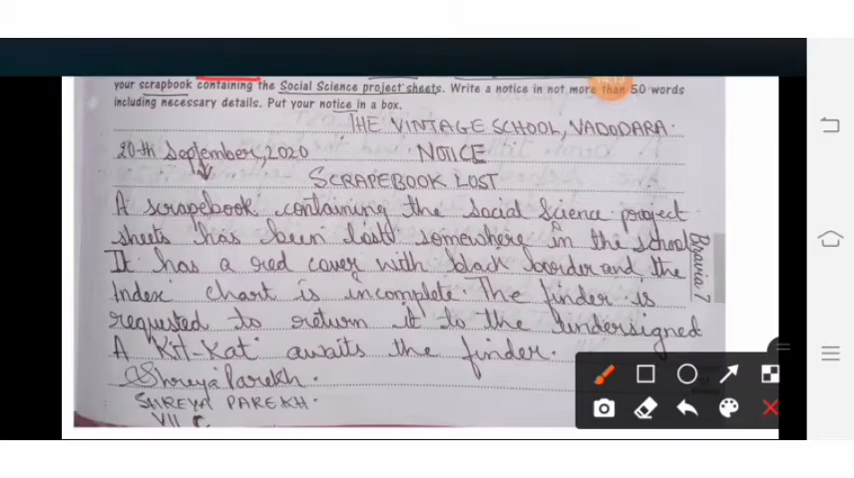 your scrapbook containing the Social Science project sheets. Write a notice in not more than 50 words
including necessary details. Put your notice in a box.
THE VINTAGE SCHOOL, VADODARA.
20th September, 2020 NOTICE
SCRAPEBOOK LOST
A scrapebook containing the Social Science project
sheets has been lost somewhere in the school
It has a red cover with black border and the
Index chart is incomplete. The finder is
requested to return it to the undersigned
A 'Kit-Kat' awaits the finder.
Shreya Parekh.
SHREYA PAREKH.
VII C
Bravia 7